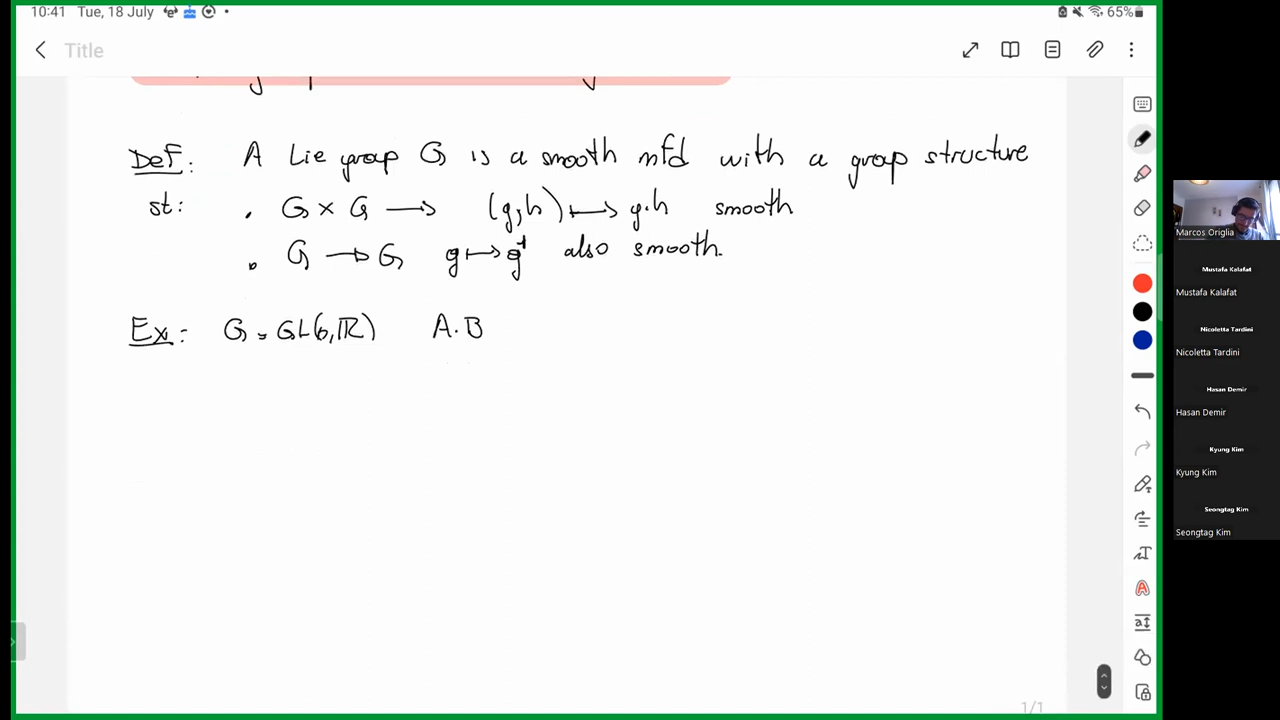 10:41 Tue, 18 July
65%
Title
Def: A Lie group G is a smooth mfd with a group structure
st: · G × G → (g,h) ↦ g·h smooth
· G → G g ↦ g⁻¹ also smooth.
Ex: G = GL(n,ℝ) A·B
1/1
Marcos Origlia
Mustafa Kalafat
Mustafa Kalafat
Nicoletta Tardini
Nicoletta Tardini
Hasan Demir
Hasan Demir
Kyung Kim
Kyung Kim
Seongtag Kim
Seongtag Kim